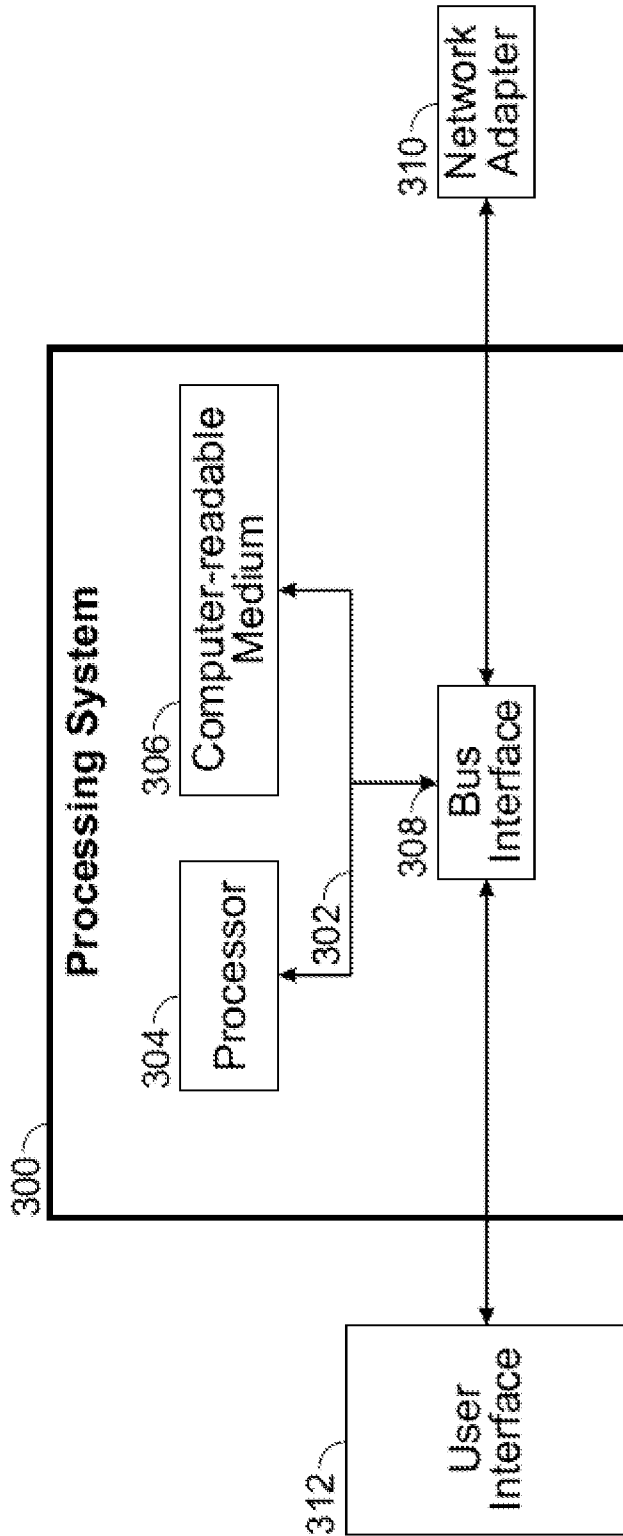 300
Processing System
304
Processor
306
Computer-readable
Medium
302
308
Bus
Interface
312
User
Interface
310
Network
Adapter